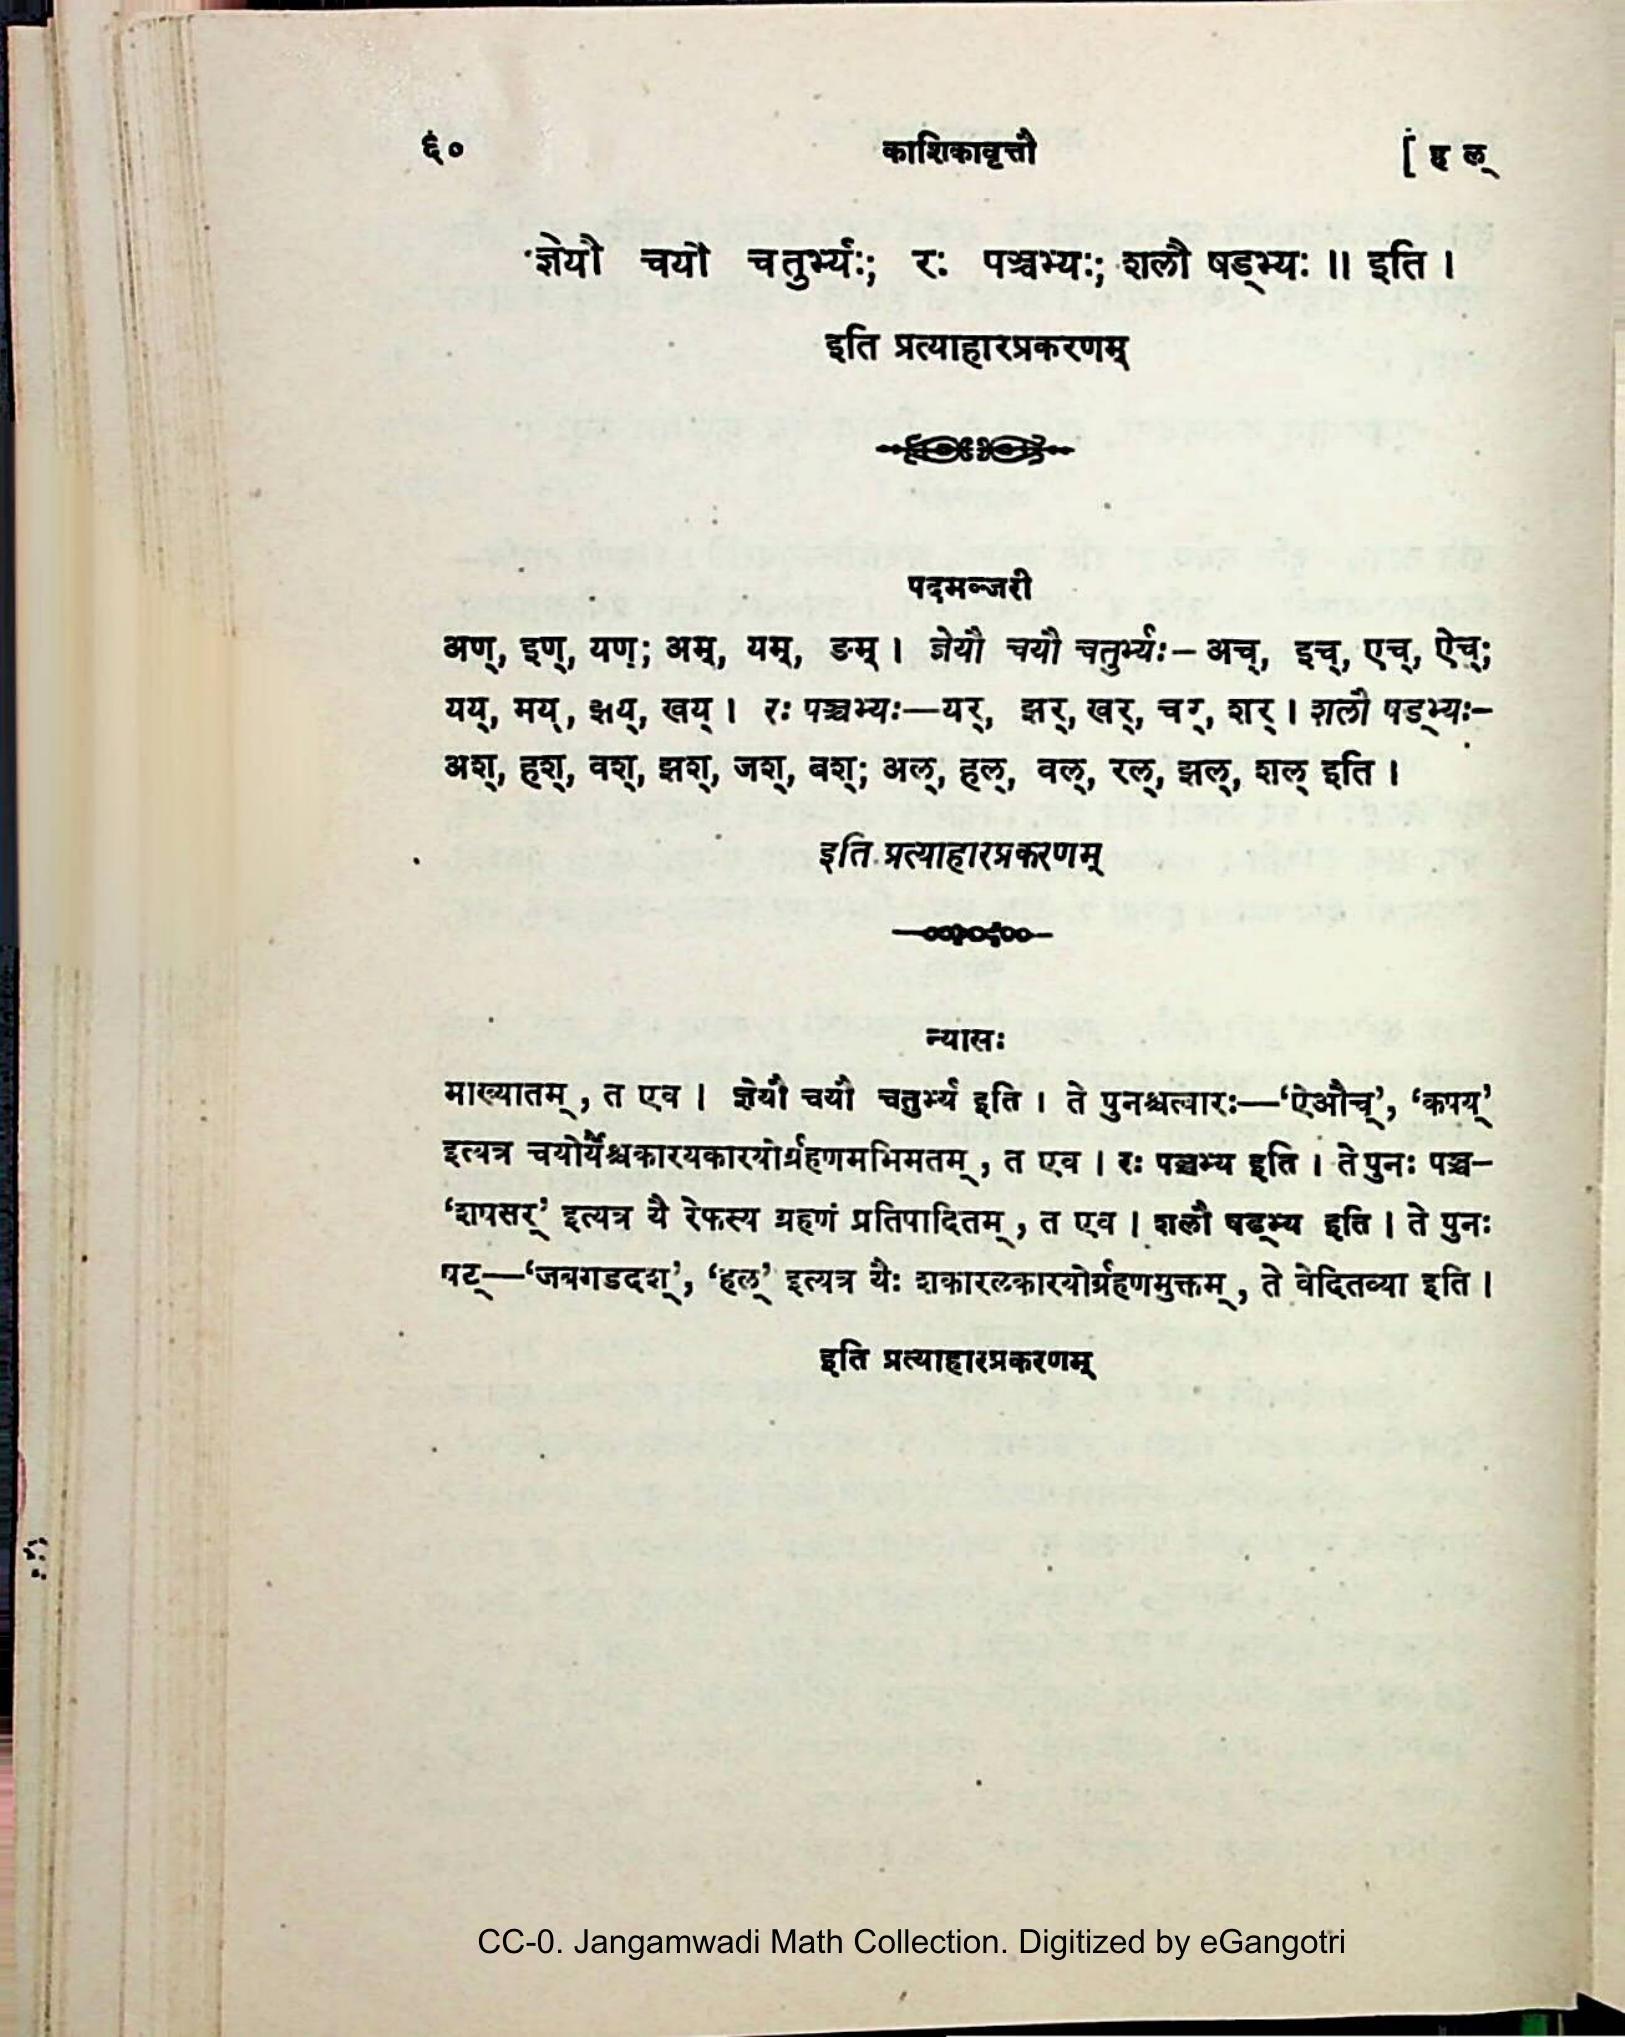 ६०
काशिकावृत्तौ
[ ह ल्
ज्ञेयौ चयौ चतुर्भ्यः; रः पञ्चभ्यः; शलौ षड्भ्यः ॥ इति ।
इति प्रत्याहारप्रकरणम्
पदमञ्जरी
अण्, इण्, यण्; अम्, यम्, ङम् । ज्ञेयौ चयौ चतुर्भ्यः– अच्, इच्, एच्, ऐच्;
यय्, मय्, झय्, खय् । रः पञ्चभ्यः—यर्, झर्, खर्, चर्, शर् । शलौ षड्भ्यः–
अश्, हश्, वश्, झश्, जश्, बश्; अल्, हल्, वल्, रल्, झल्, शल् इति ।
इति प्रत्याहारप्रकरणम्
न्यासः
माख्यातम्, त एव । ज्ञेयौ चयौ चतुर्भ्य इति । ते पुनश्चत्वारः—‘ऐऔच्’, ‘कपय्’
इत्यत्र चयोर्यैश्चकारयकारयोर्ग्रहणमभिमतम्, त एव । रः पञ्चभ्य इति । ते पुनः पञ्च–
‘शषसर्’ इत्यत्र यै रेफस्य ग्रहणं प्रतिपादितम्, त एव । शलौ षड्भ्य इति । ते पुनः
षट्—‘जबगडदश्’, ‘हल्’ इत्यत्र यैः शकारलकारयोर्ग्रहणमुक्तम्, ते वेदितव्या इति ।
इति प्रत्याहारप्रकरणम्
CC-0. Jangamwadi Math Collection. Digitized by eGangotri